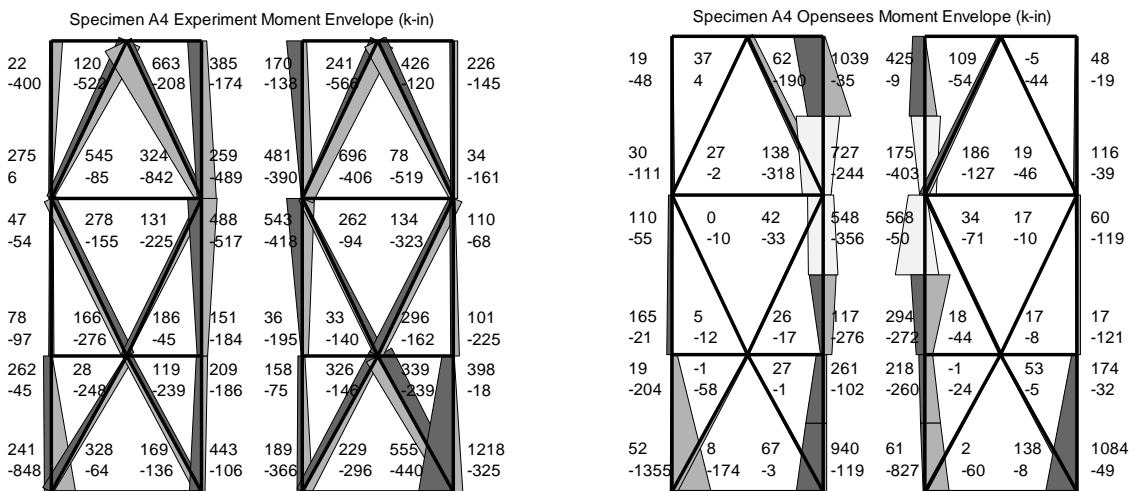 Specimen A4 Experiment Moment Envelope (k-in)
22 120 663 385 170 241 426 226
-400 -522 -208 -174 -138 -566 -120 -145
275 545 324 259 481 696 78 34
6 -85 -842 -489 -390 -406 -519 -161
47 278 131 488 543 262 134 110
-54 -155 -225 -517 -418 -94 -323 -68
78 166 186 151 36 33 296 101
-97 -276 -45 -184 -195 -140 -162 -225
262 28 119 209 158 326 339 398
-45 -248 -239 -186 -75 -146 -239 -18
241 328 169 443 189 229 555 1218
-848 -64 -136 -106 -366 -296 -440 -325
Specimen A4 Opensees Moment Envelope (k-in)
19 37 62 1039 425 109 -5 48
-48 4 -190 -35 -9 -54 -44 -19
30 27 138 727 175 186 19 116
-111 -2 -318 -244 -403 -127 -46 -39
110 0 42 548 568 34 17 60
-55 -10 -33 -356 -50 -71 -10 -119
165 5 26 117 294 18 17 17
-21 -12 -17 -276 -272 -44 -8 -121
19 -1 27 261 218 -1 53 174
-204 -58 -1 -102 -260 -24 -5 -32
52 8 67 940 61 2 138 1084
-1355 -174 -3 -119 -827 -60 -8 -49